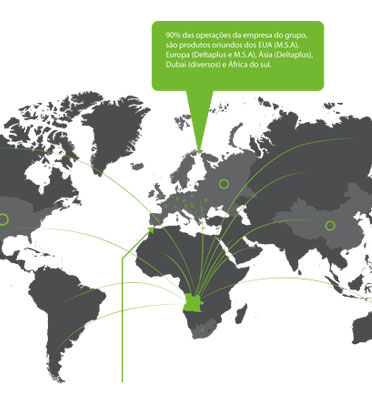 90% das operações da empresa do grupo,
são produtos oriundos dos EUA (M.S.A),
Europa (Deltaplus e M.S.A), Ásia (Deltaplus),
Dubai (diversos) e África do sul.